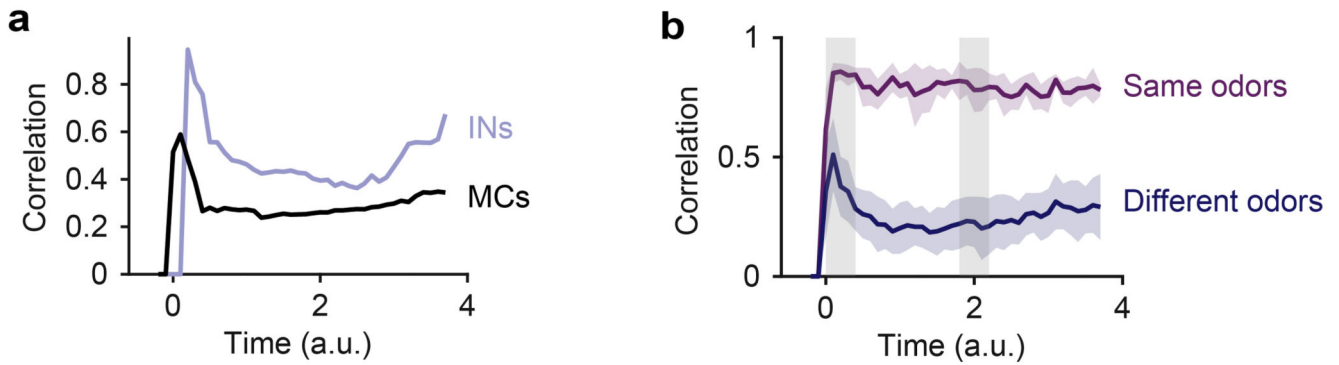 a
Correlation
0.8
0.6
0.4
0.2
0
0
2
4
Time (a.u.)
INs
MCs
b
Correlation
1
0.5
0
0
2
4
Time (a.u.)
Same odors
Different odors